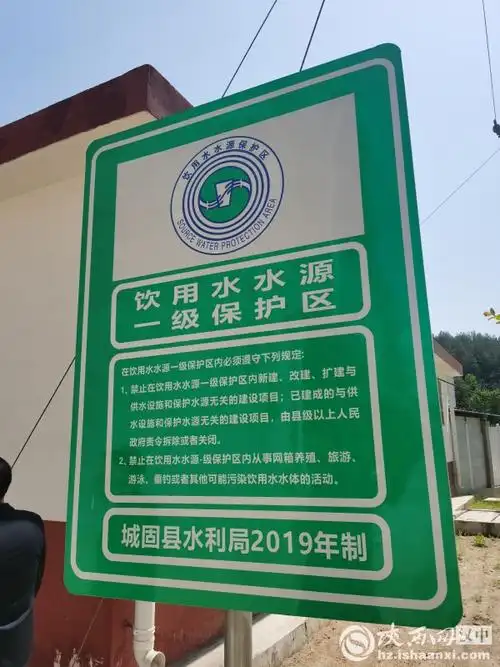 饮用水水源保护区
SOURCE WATER PROTECTION AREA
饮用水水源
一级保护区
在饮用水水源一级保护区内必须遵守下列规定:
1、禁止在饮用水水源一级保护区内新建、改建、扩建与
供水设施和保护水源无关的建设项目；已建成的与供
水设施和保护水源无关的建设项目，由县级以上人民
政府责令拆除或者关闭。
2、禁止在饮用水水源-级保护区内从事网箱养殖、旅游、
游泳、垂钓或者其他可能污染饮用水水体的活动。
城固县水利局2019年制
汉中
hz.ishaanxi.com